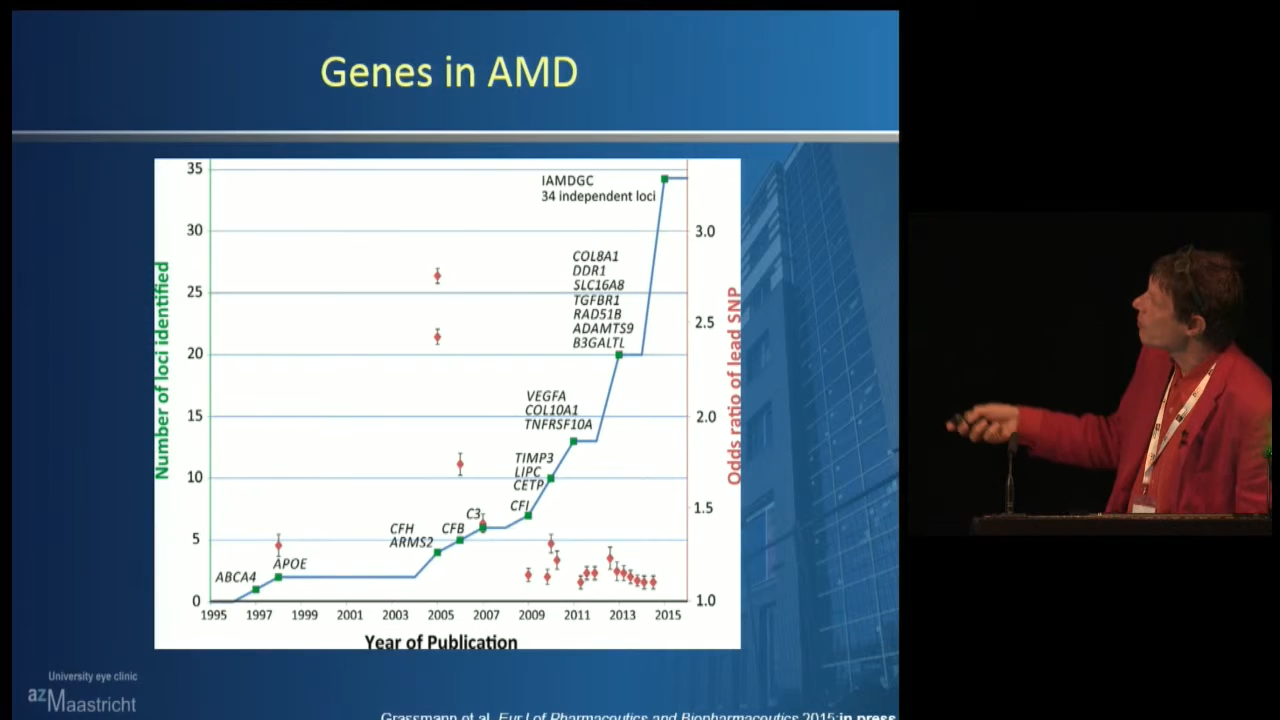 Genes in AMD
Number of loci identified
35
30
25
20
15
10
5
0
IAMDGC
34 independent loci
COL8A1
DDR1
SLC16A8
TGFBR1
RAD51B
ADAMTS9
B3GALTL
VEGFA
COL10A1
TNFRSF10A
TIMP3
LIPC
CETP
CFI
C3
CFB
CFH
ARMS2
APOE
ABCA4
3.0
2.5
2.0
1.5
1.0
Odds ratio of lead SNP
1995 1997 1999 2001 2003 2005 2007 2009 2011 2013 2015
Year of Publication
University eye clinic
azMaastricht
Grassmann et al. Eur J of Pharmaceutics and Biopharmaceutics 2015;in press